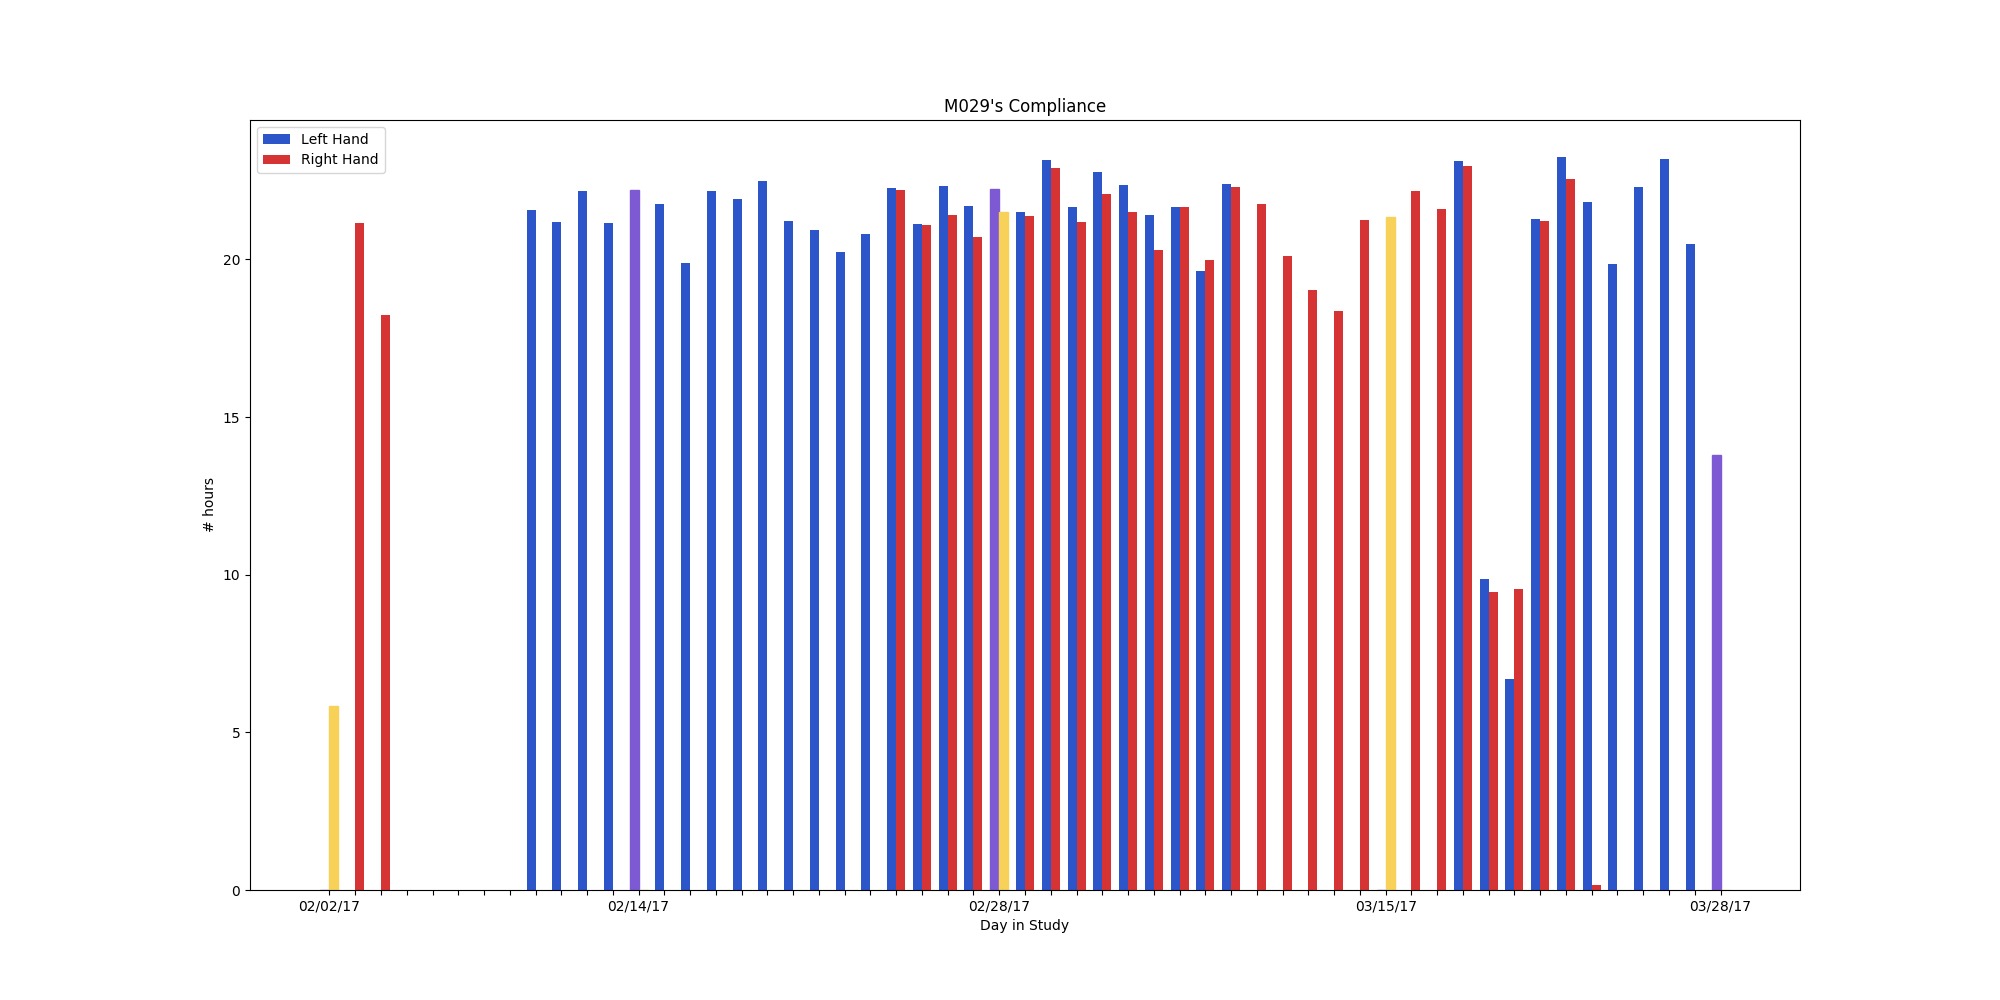 M029's Compliance
Left Hand
Right Hand
20
15
10
5
0
# hours
02/02/17 02/14/17 02/28/17 03/15/17 03/28/17
Day in Study